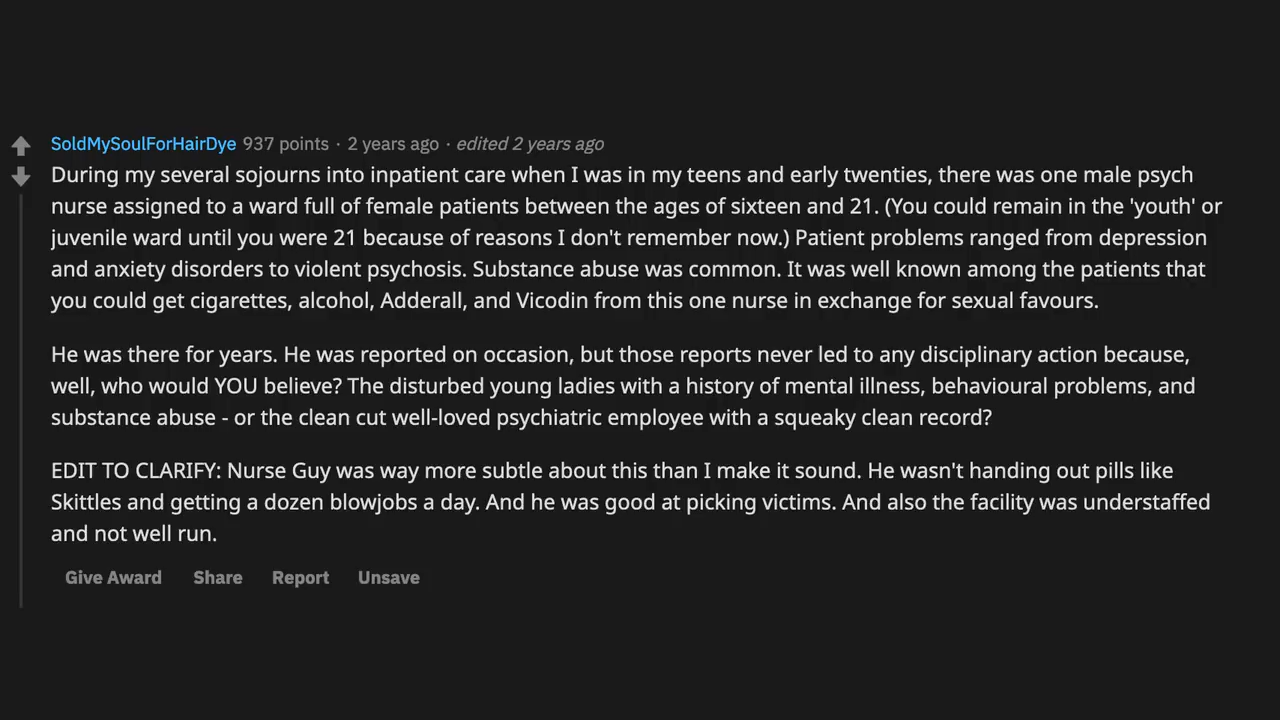 SoldMySoulForHairDye 937 points · 2 years ago · edited 2 years ago
During my several sojourns into inpatient care when I was in my teens and early twenties, there was one male psych
nurse assigned to a ward full of female patients between the ages of sixteen and 21. (You could remain in the 'youth' or
juvenile ward until you were 21 because of reasons I don't remember now.) Patient problems ranged from depression
and anxiety disorders to violent psychosis. Substance abuse was common. It was well known among the patients that
you could get cigarettes, alcohol, Adderall, and Vicodin from this one nurse in exchange for sexual favours.
He was there for years. He was reported on occasion, but those reports never led to any disciplinary action because,
well, who would YOU believe? The disturbed young ladies with a history of mental illness, behavioural problems, and
substance abuse - or the clean cut well-loved psychiatric employee with a squeaky clean record?
EDIT TO CLARIFY: Nurse Guy was way more subtle about this than I make it sound. He wasn't handing out pills like
Skittles and getting a dozen blowjobs a day. And he was good at picking victims. And also the facility was understaffed
and not well run.
Give Award Share Report Unsave